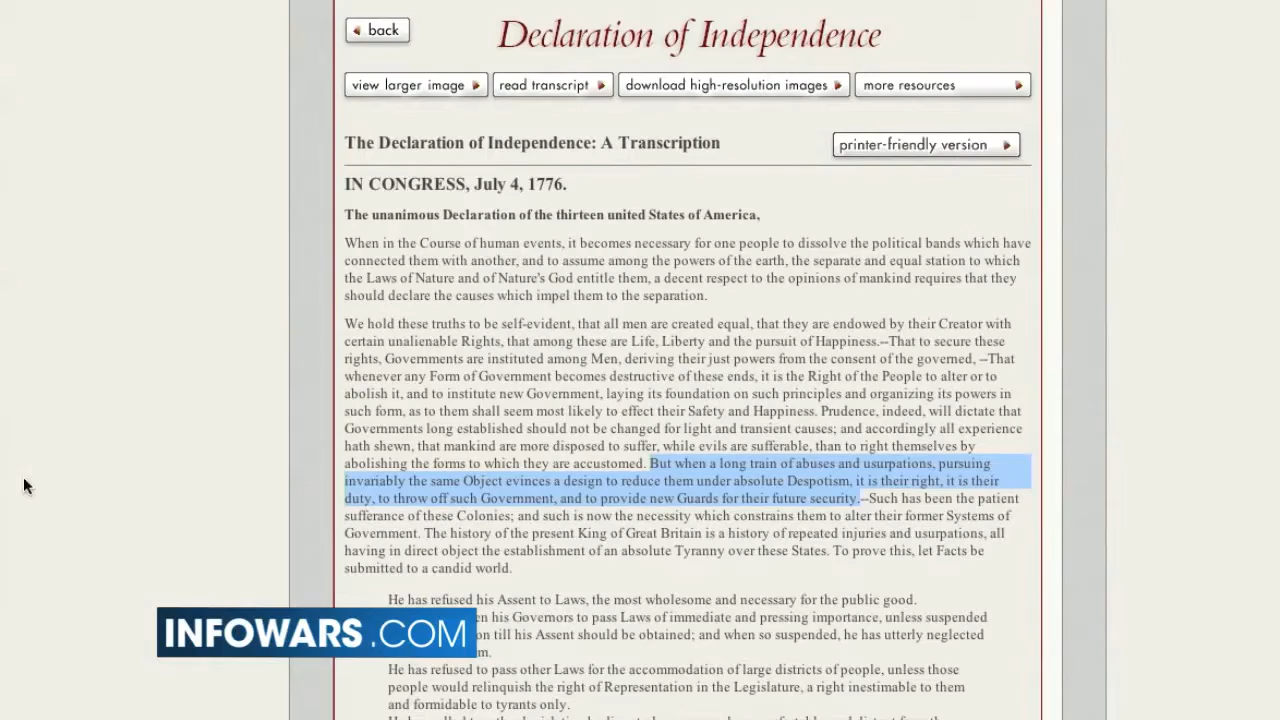 back
Declaration of Independence
view larger image
read transcript
download high-resolution images
more resources
The Declaration of Independence: A Transcription
printer-friendly version
IN CONGRESS, July 4, 1776.
The unanimous Declaration of the thirteen united States of America,
When in the Course of human events, it becomes necessary for one people to dissolve the political bands which have
connected them with another, and to assume among the powers of the earth, the separate and equal station to which
the Laws of Nature and of Nature's God entitle them, a decent respect to the opinions of mankind requires that they
should declare the causes which impel them to the separation.
We hold these truths to be self-evident, that all men are created equal, that they are endowed by their Creator with
certain unalienable Rights, that among these are Life, Liberty and the pursuit of Happiness.--That to secure these
rights, Governments are instituted among Men, deriving their just powers from the consent of the governed, --That
whenever any Form of Government becomes destructive of these ends, it is the Right of the People to alter or to
abolish it, and to institute new Government, laying its foundation on such principles and organizing its powers in
such form, as to them shall seem most likely to effect their Safety and Happiness. Prudence, indeed, will dictate that
Governments long established should not be changed for light and transient causes; and accordingly all experience
hath shewn, that mankind are more disposed to suffer, while evils are sufferable, than to right themselves by
abolishing the forms to which they are accustomed. But when a long train of abuses and usurpations, pursuing
invariably the same Object evinces a design to reduce them under absolute Despotism, it is their right, it is their
duty, to throw off such Government, and to provide new Guards for their future security.--Such has been the patient
sufferance of these Colonies; and such is now the necessity which constrains them to alter their former Systems of
Government. The history of the present King of Great Britain is a history of repeated injuries and usurpations, all
having in direct object the establishment of an absolute Tyranny over these States. To prove this, let Facts be
submitted to a candid world.
He has refused his Assent to Laws, the most wholesome and necessary for the public good.
en his Governors to pass Laws of immediate and pressing importance, unless suspended
on till his Assent should be obtained; and when so suspended, he has utterly neglected
m.
INFOWARS.COM
He has refused to pass other Laws for the accommodation of large districts of people, unless those
people would relinquish the right of Representation in the Legislature, a right inestimable to them
and formidable to tyrants only.